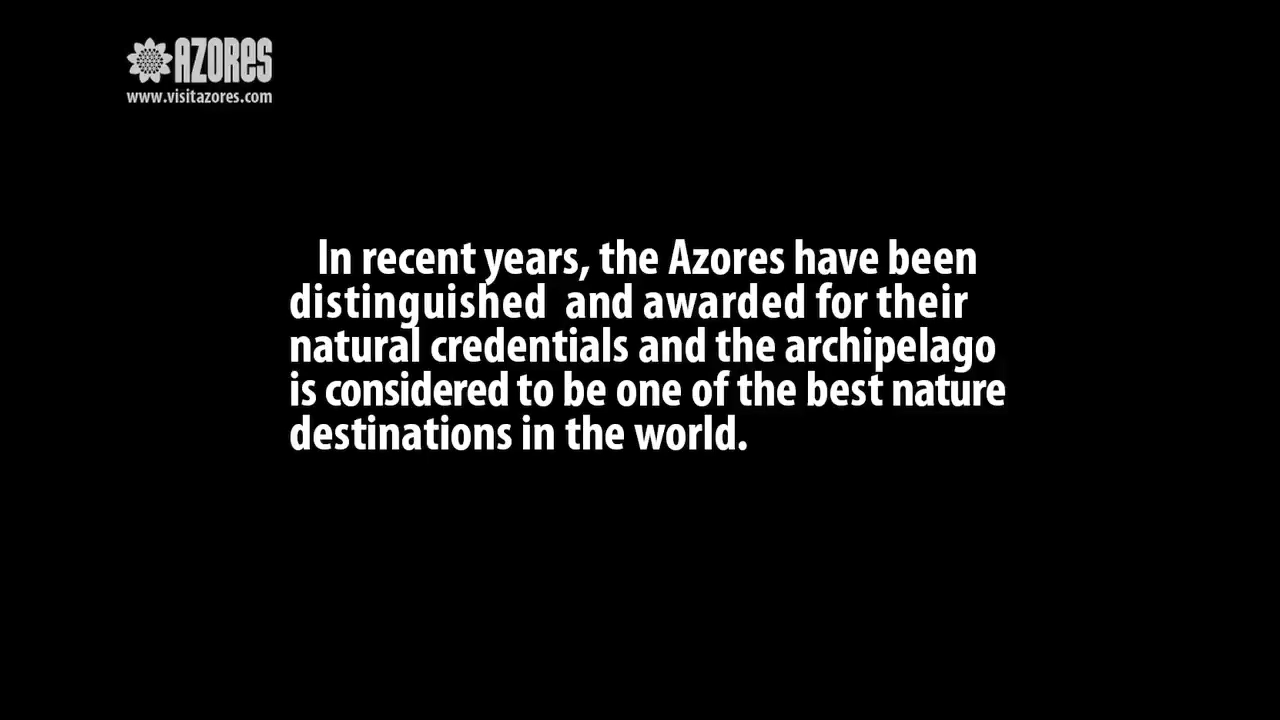 AZORES
www.visitazores.com
In recent years, the Azores have been
distinguished and awarded for their
natural credentials and the archipelago
is considered to be one of the best nature
destinations in the world.